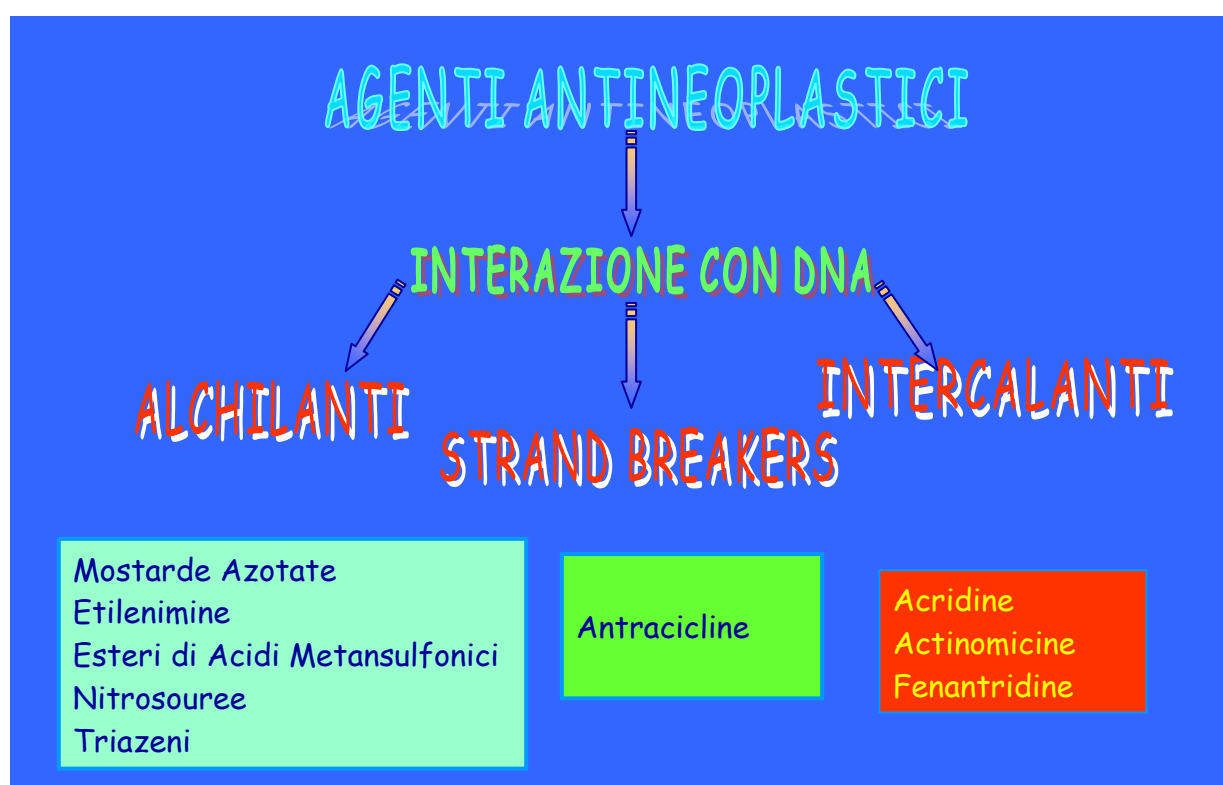 AGENTI ANTINEOPLASTICI
INTERAZIONE CON DNA
ALCHILANTI
STRAND BREAKERS
INTERCALANTI
Mostarde Azotate
Etilenimine
Esteri di Acidi Metansulfonici
Nitrosouree
Triazeni
Antracicline
Acridine
Actinomicine
Fenantridine